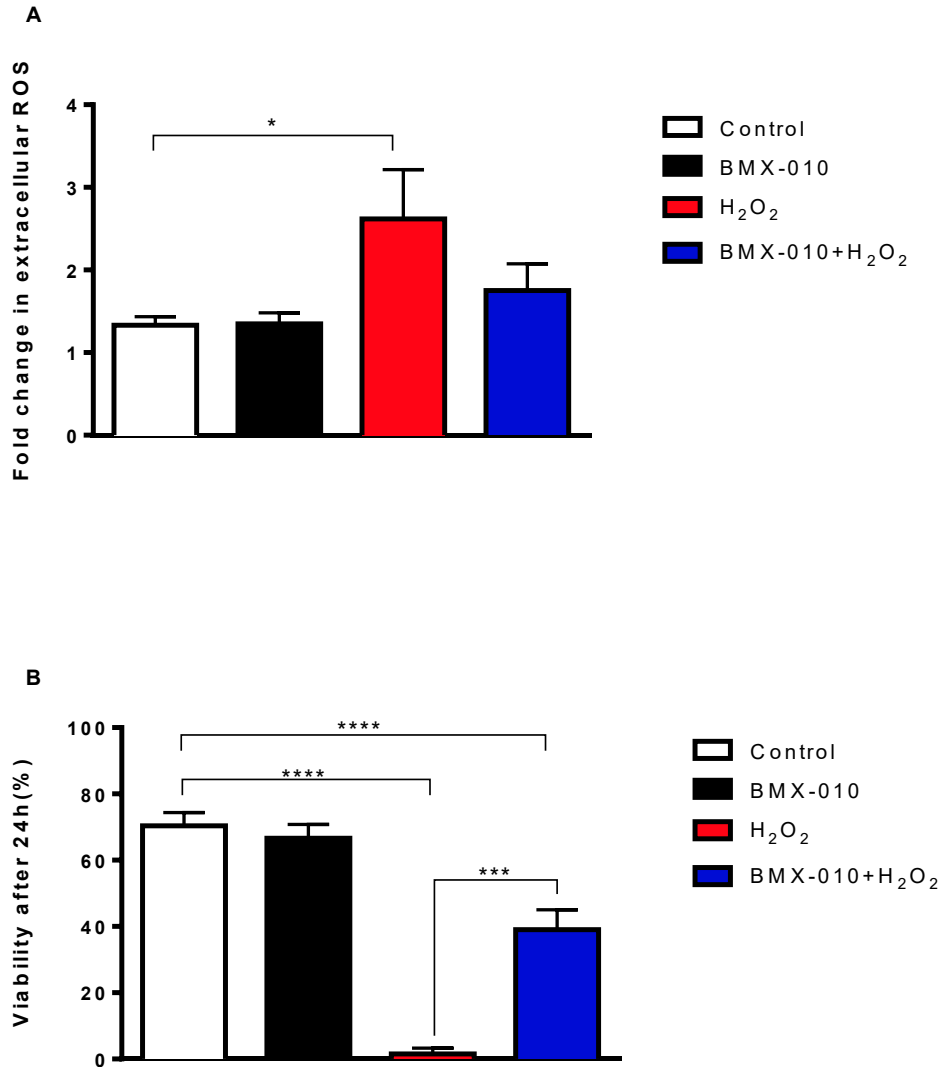 A
Fold change in extracellular ROS
4
3
2
1
0
*
Control
BMX-010
H₂O₂
BMX-010+H₂O₂
B
Viability after 24h(%)
100
80
60
40
20
0
****
****
***
Control
BMX-010
H₂O₂
BMX-010+H₂O₂